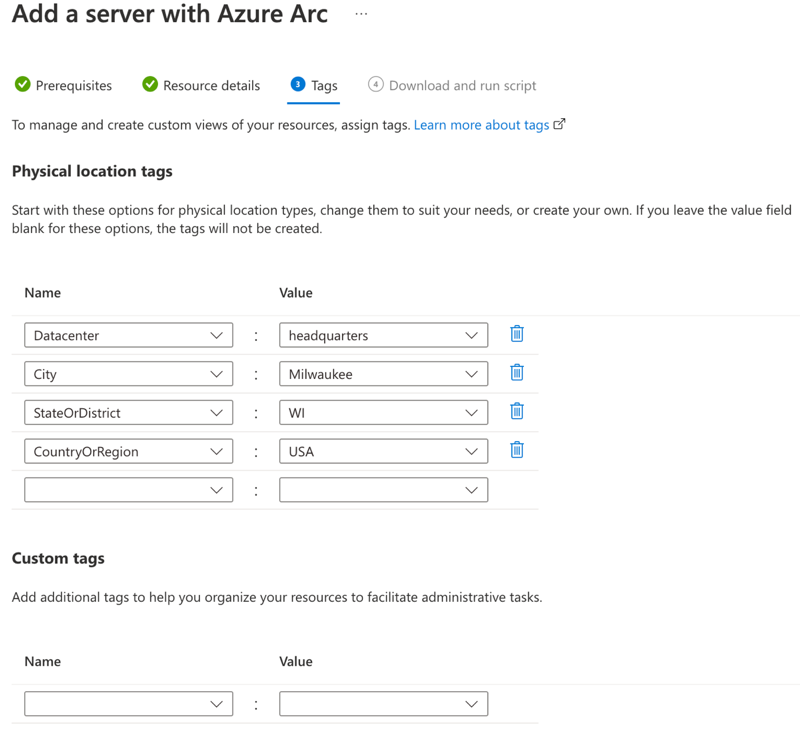 Add a server with Azure Arc ...
Prerequisites Resource details 3 Tags 4 Download and run script
To manage and create custom views of your resources, assign tags. Learn more about tags
Physical location tags
Start with these options for physical location types, change them to suit your needs, or create your own. If you leave the value field
blank for these options, the tags will not be created.
Name Value
Datacenter : headquarters
City : Milwaukee
StateOrDistrict : WI
CountryOrRegion : USA
:
Custom tags
Add additional tags to help you organize your resources to facilitate administrative tasks.
Name Value
: